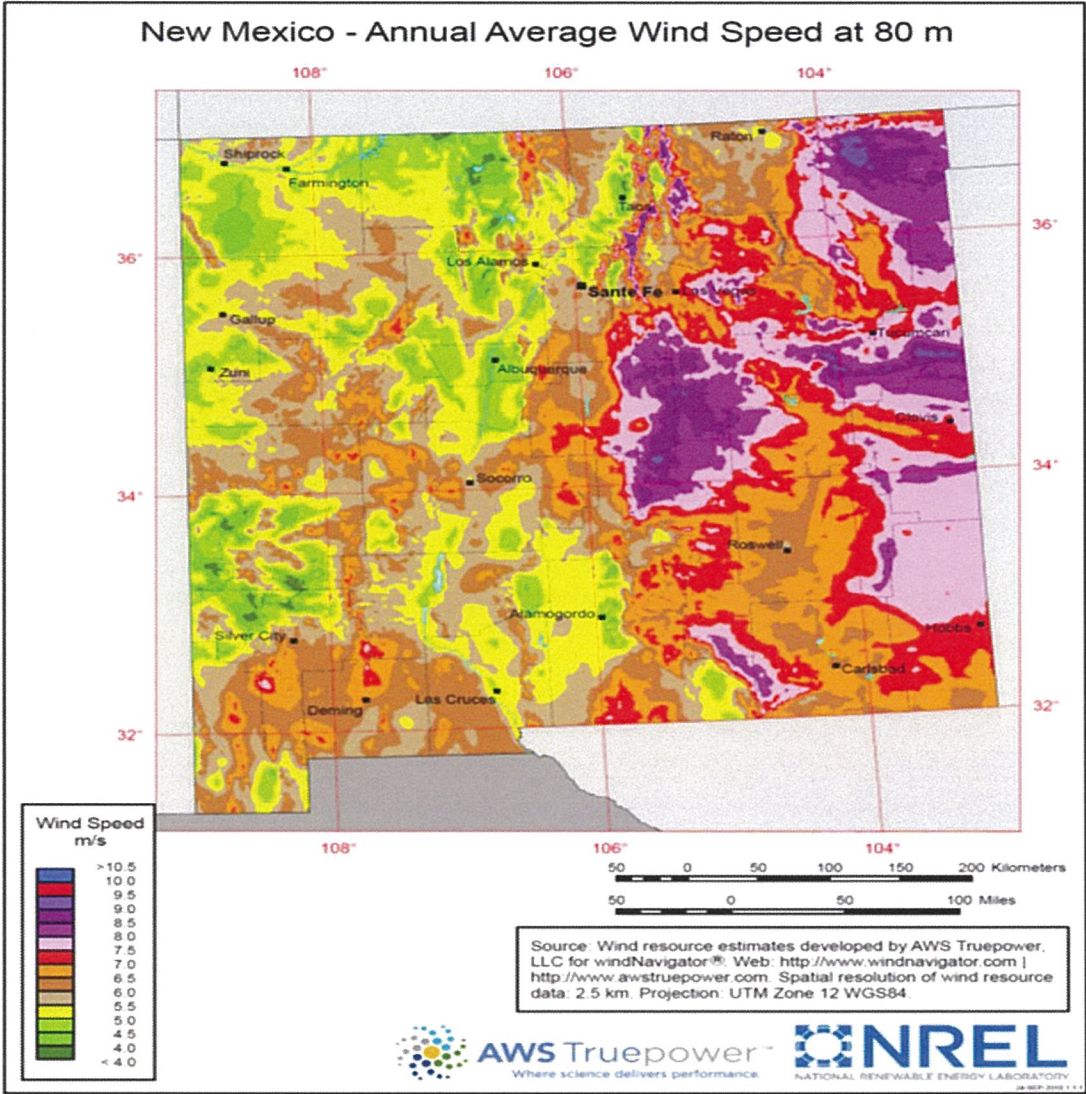 New Mexico - Annual Average Wind Speed at 80 m
108° 106° 104°
Raton
Shiprock
Farmington
Taos
36° 36°
Los Alamos
Sante Fe Las Vegas
Gallup
Tucumcari
Zuni
Albuquerque
Clovis
34° 34°
Socorro
Roswell
Alamogordo
Hobbs
Silver City
Carlsbad
Las Cruces
Deming
32° 32°
108° 106° 104°
Wind Speed
m/s
>10.5
10.0
9.5
9.0
8.5
8.0
7.5
7.0
6.5
6.0
5.5
5.0
4.5
4.0
<4.0
50 0 50 100 150 200 Kilometers
50 0 50 100 Miles
Source: Wind resource estimates developed by AWS Truepower,
LLC for windNavigator®. Web: http://www.windnavigator.com |
http://www.awstruepower.com. Spatial resolution of wind resource
data: 2.5 km. Projection: UTM Zone 12 WGS84.
AWS Truepower™
Where science delivers performance.
NREL
NATIONAL RENEWABLE ENERGY LABORATORY